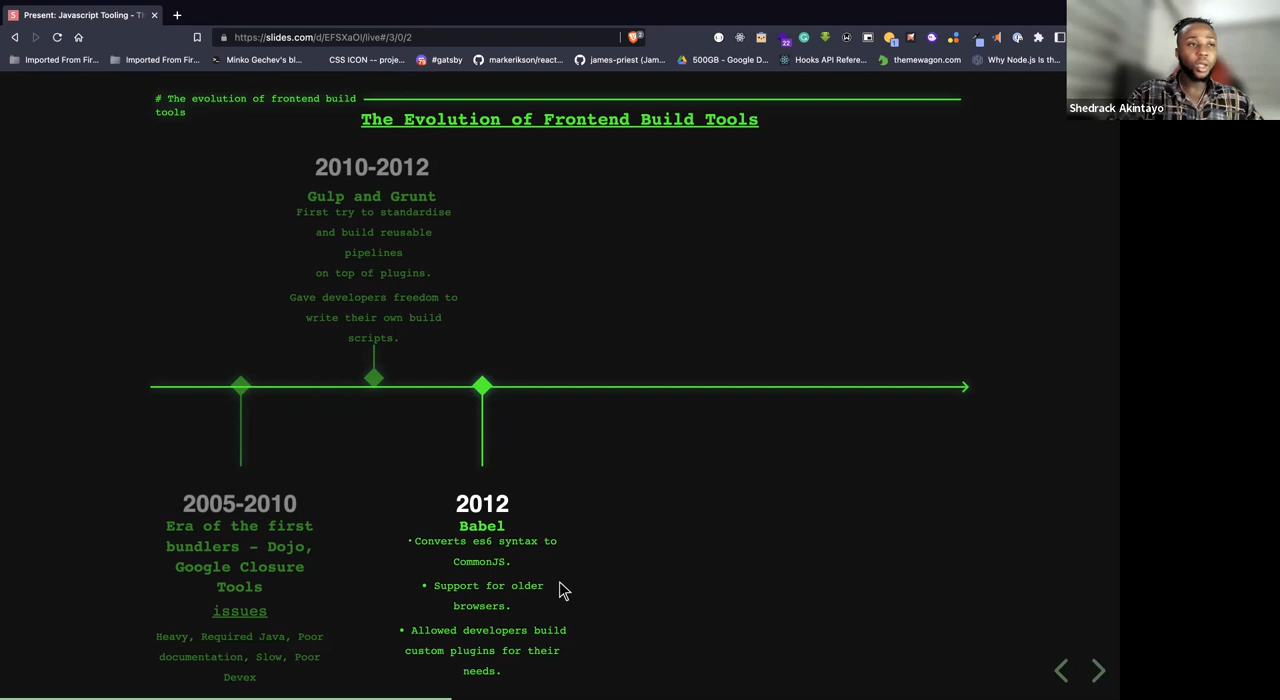 Present: Javascript Tooling - Th
https://slides.com/d/EFSXaOl/live#/3/0/2
2
22
1
Imported From Fir...
Imported From Fir...
Minko Gechev's bl...
CSS ICON -- proje...
#gatsby
markerikson/react...
james-priest (Jam...
500GB - Google D...
Hooks API Refere...
themewagon.com
Why Node.js Is th...
Shedrack Akintayo
# The evolution of frontend build
tools
The Evolution of Frontend Build Tools
2010-2012
Gulp and Grunt
First try to standardise
and build reusable
pipelines
on top of plugins.
Gave developers freedom to
write their own build
scripts.
2005-2010
Era of the first
bundlers - Dojo,
Google Closure
Tools
issues
Heavy, Required Java, Poor
documentation, Slow, Poor
Devex
2012
Babel
• Converts es6 syntax to
CommonJS.
• Support for older
browsers.
• Allowed developers build
custom plugins for their
needs.